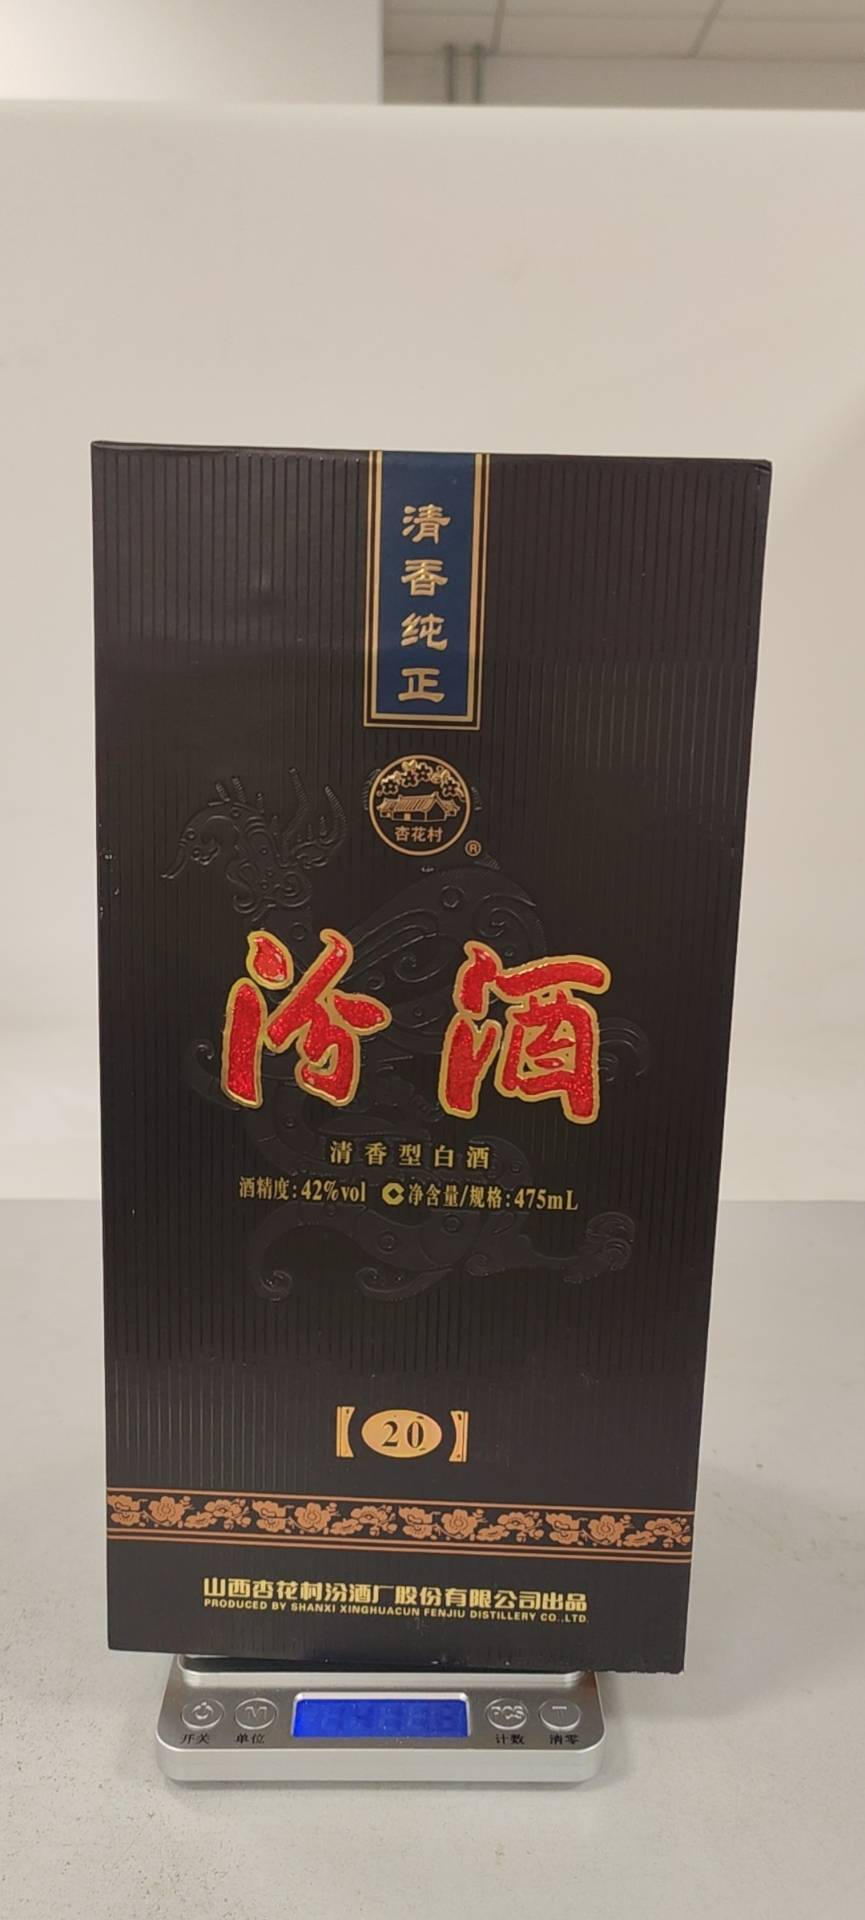 清香纯正
杏花村
®
汾酒
清香型白酒
酒精度:42%vol 净含量/规格:475mL
【20】
山西杏花村汾酒厂股份有限公司出品
PRODUCED BY SHANXI XINGHUACUN FENJIU DISTILLERY CO.,LTD.
M PCS T
开关 单位 计数 清零